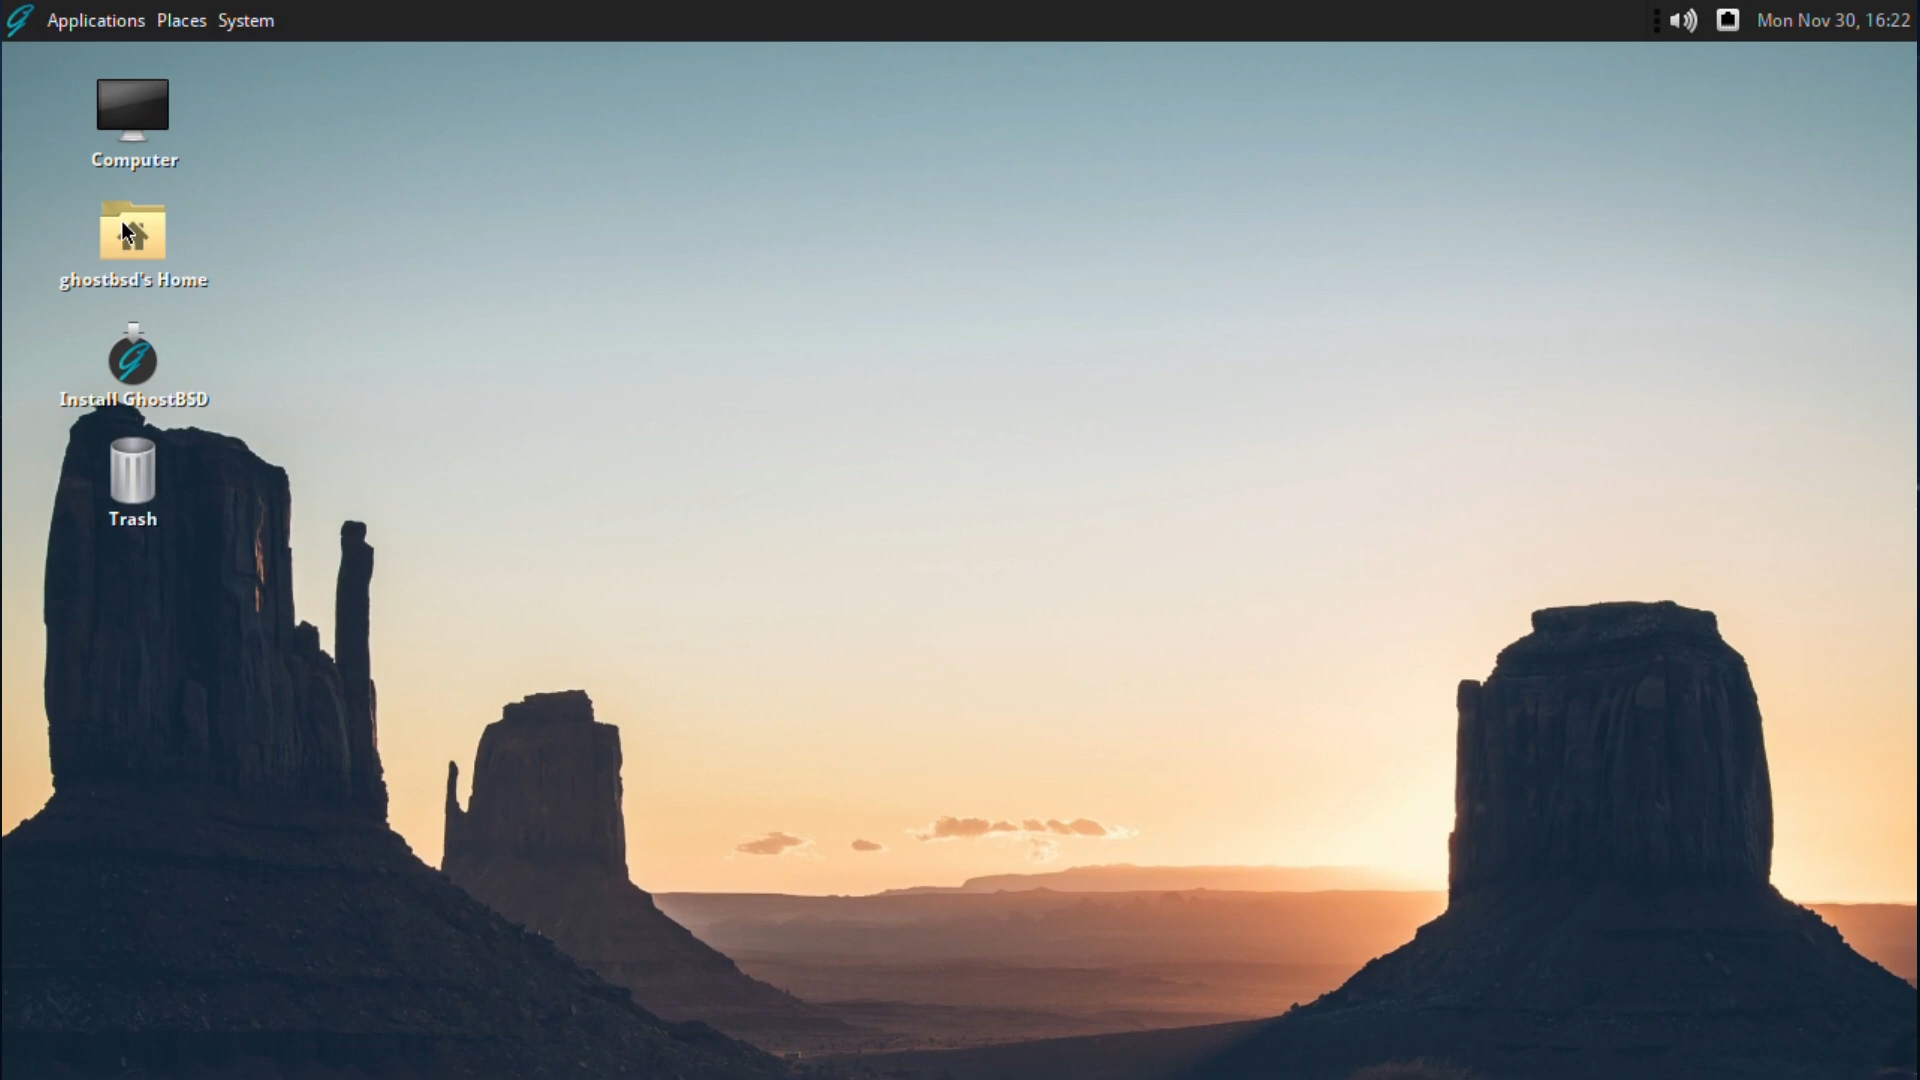 Applications Places System
Mon Nov 30, 16:22
Computer
ghostbsd's Home
Install GhostBSD
Trash